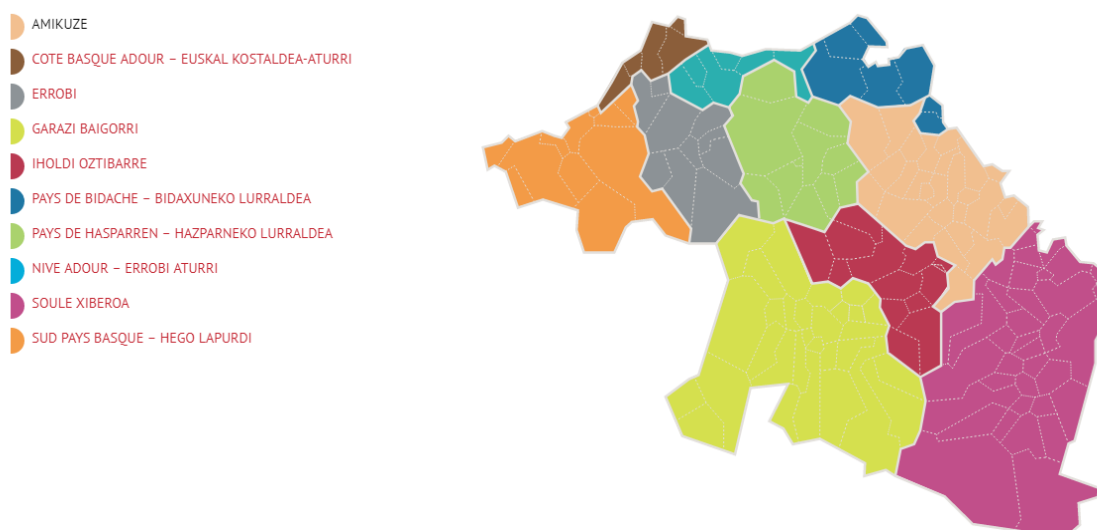 AMIKUZE
COTE BASQUE ADOUR – EUSKAL KOSTALDEA-ATURRI
ERROBI
GARAZI BAIGORRI
IHOLDI OZTIBARRE
PAYS DE BIDACHE – BIDAXUNEKO LURRALDEA
PAYS DE HASPARREN – HAZPARNEKO LURRALDEA
NIVE ADOUR – ERROBI ATURRI
SOULE XIBEROA
SUD PAYS BASQUE – HEGO LAPURDI